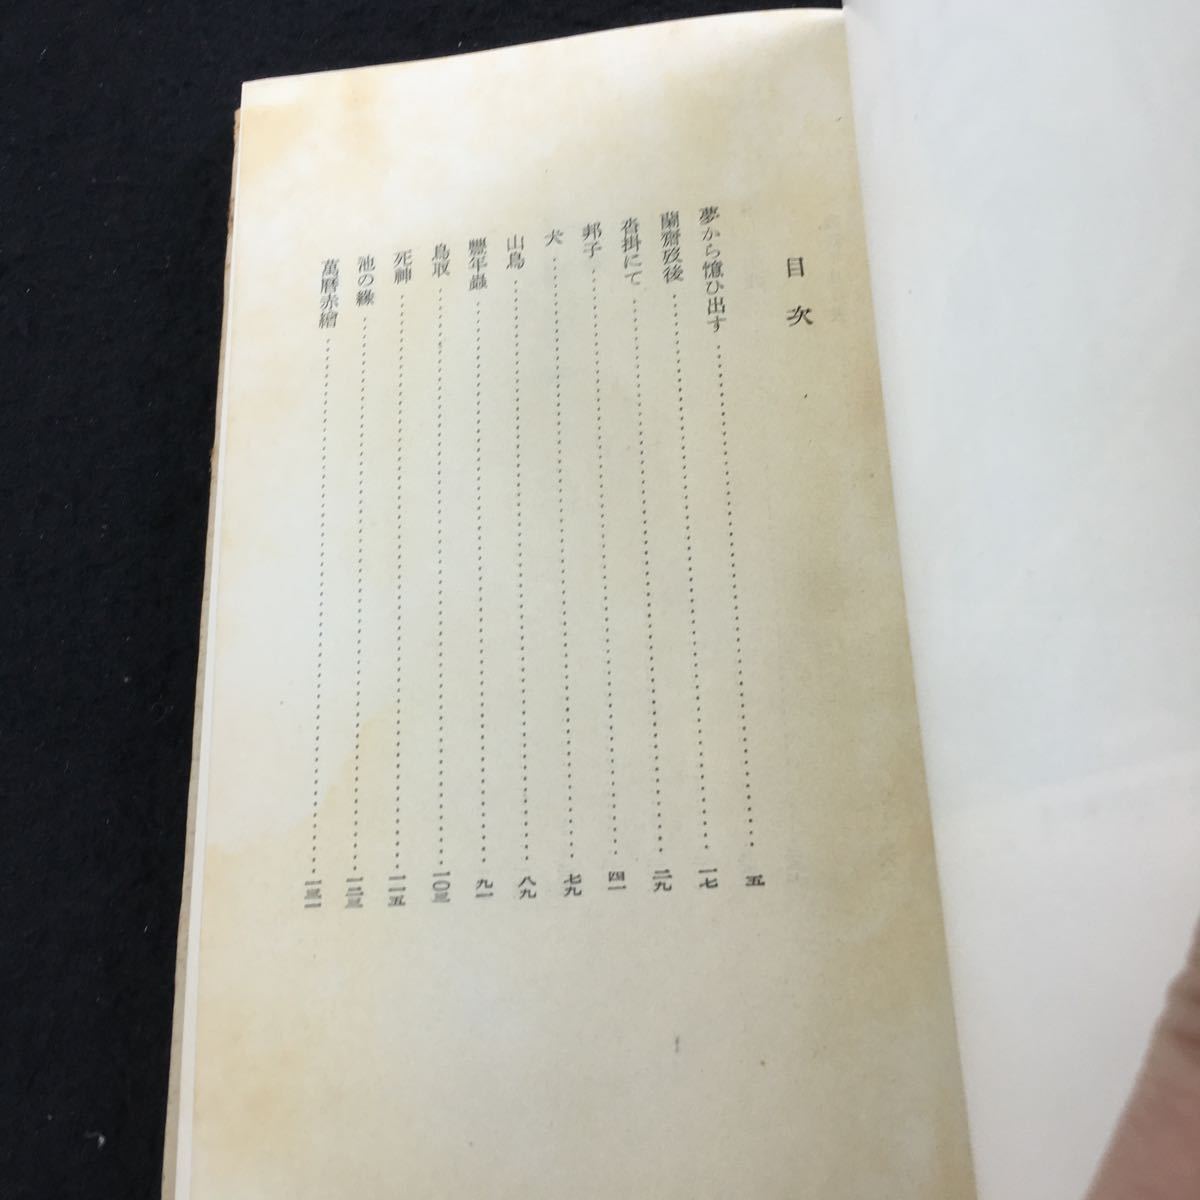 目次
夢から憶ひ出す……五
蘭齋歿後……一七
沓掛にて……二九
邦子……四一
犬……七九
山鳥……八九
豐年蟲……九一
鳥取……一〇三
死神……一一五
池の緣……一二三
萬曆赤繪……一三一